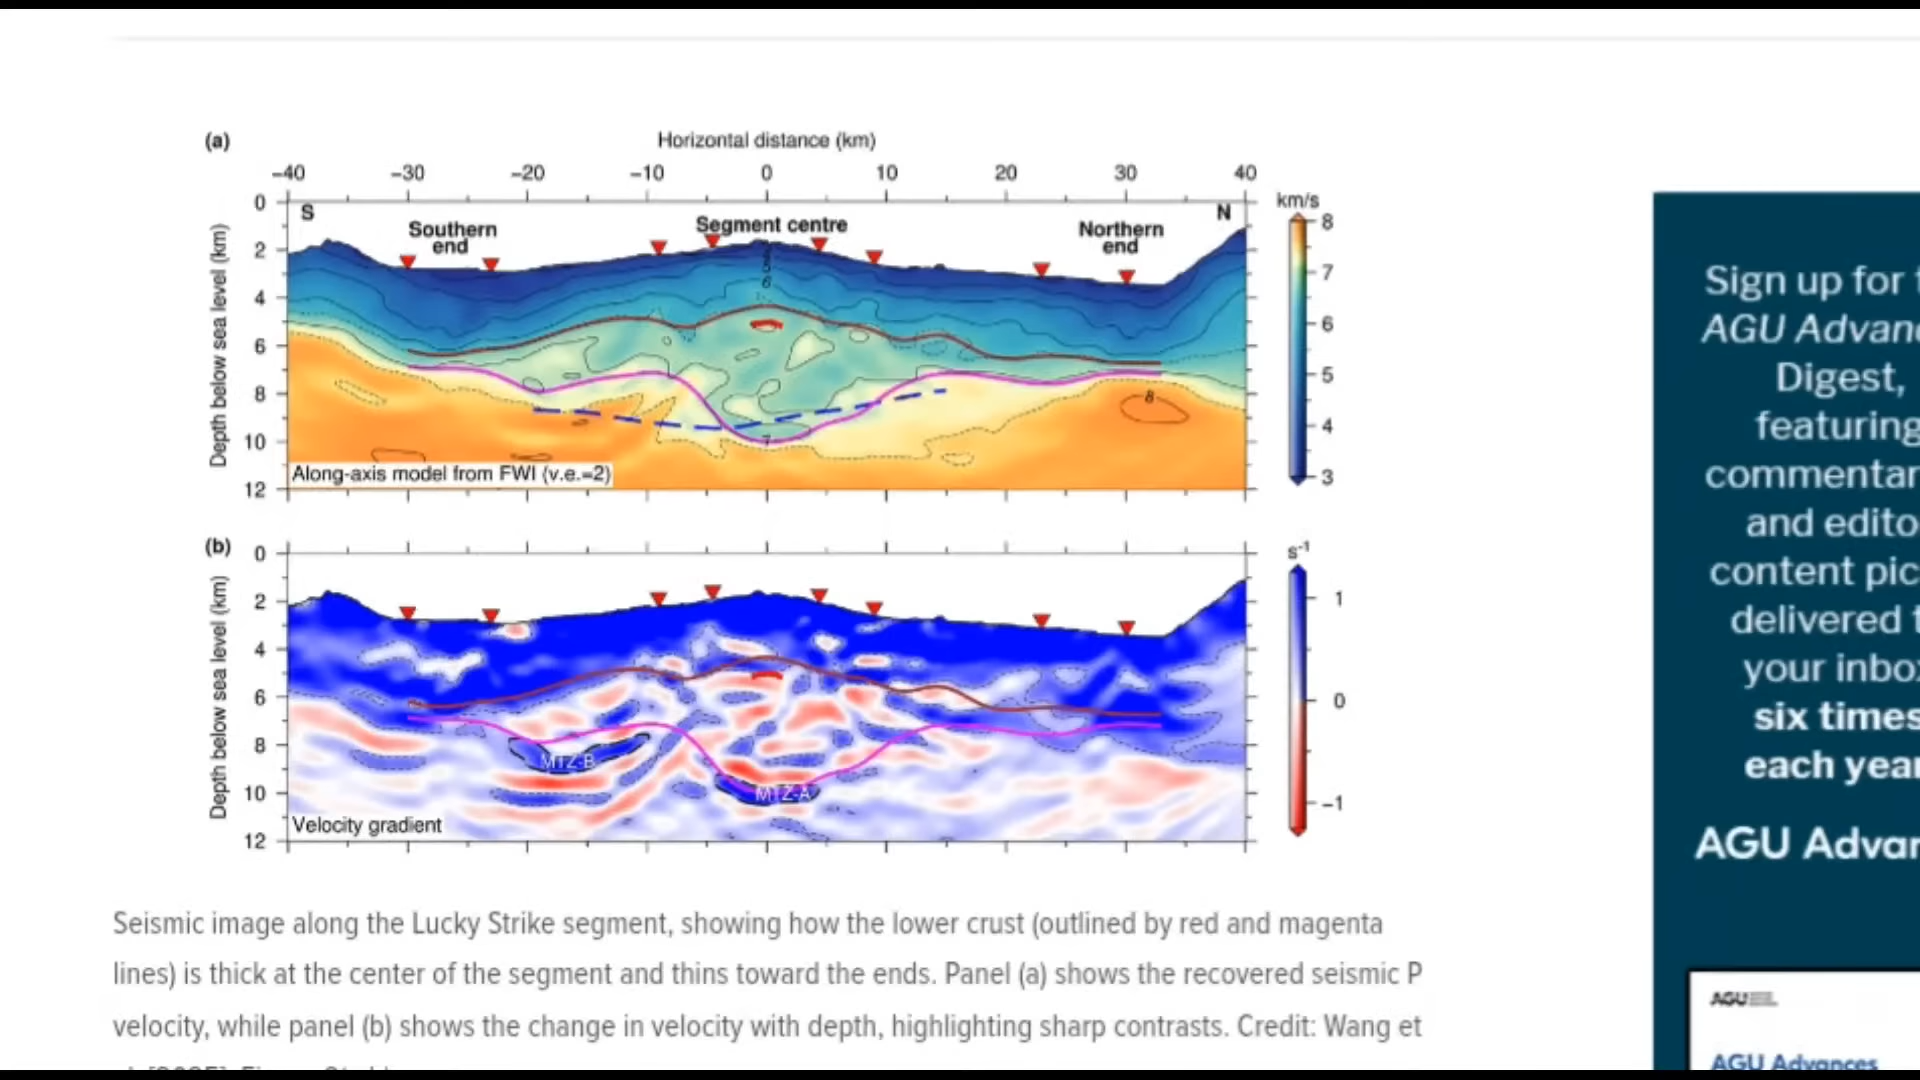 (a)
Horizontal distance (km)
−40 −30 −20 −10 0 10 20 30 40
km/s
S
Southern end
Segment centre
Northern end
N
Depth below sea level (km)
0
2
4
6
8
10
12
6
7
8
Along-axis model from FWI (v.e.=2)
8
7
6
5
4
3
(b)
s-1
Depth below sea level (km)
0
2
4
6
8
10
12
MTZ-B
MTZ-A
Velocity gradient
1
0
−1
Seismic image along the Lucky Strike segment, showing how the lower crust (outlined by red and magenta
lines) is thick at the center of the segment and thins toward the ends. Panel (a) shows the recovered seismic P
velocity, while panel (b) shows the change in velocity with depth, highlighting sharp contrasts. Credit: Wang et
Sign up for
AGU Advan
Digest,
featuring
commentar
and edito
content pic
delivered t
your inbox
six times
each year
AGU Advan
AGU
AGU Advances